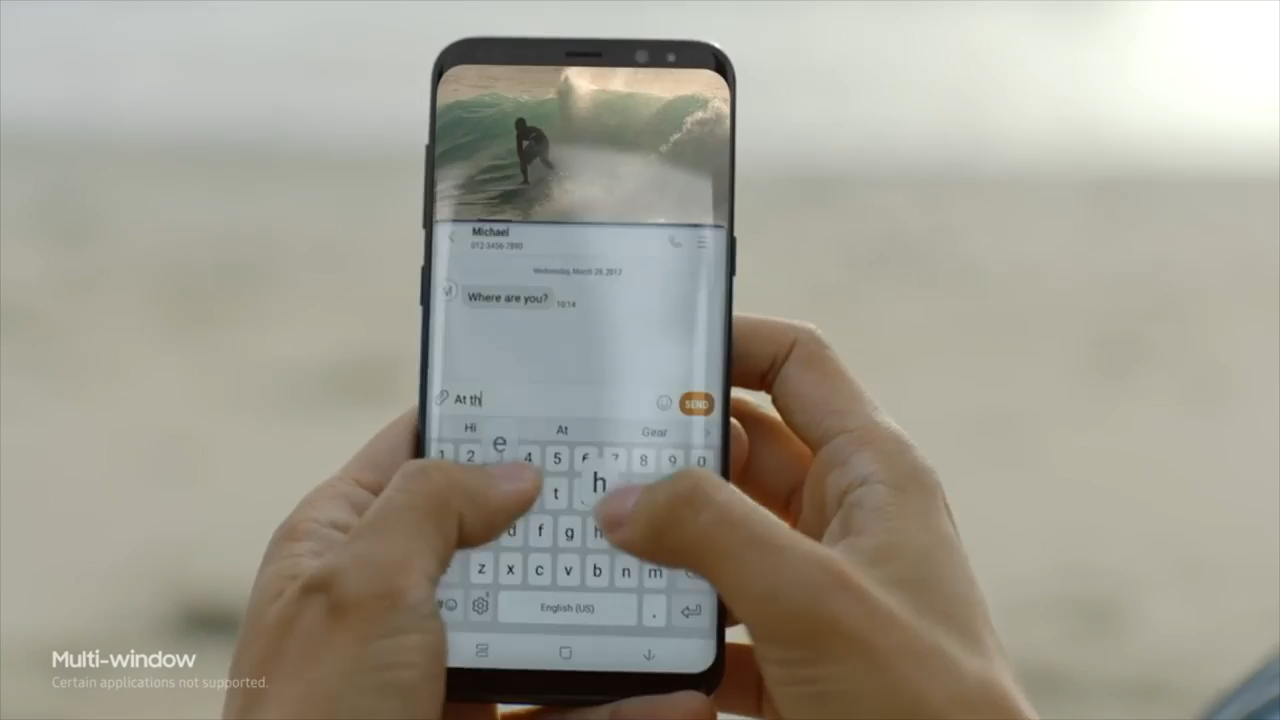 Michael
012-3456-7890
Wednesday, March 29, 2017
M
Where are you? 10:14
At th
SEND
Hi At Gear
e
1 2 4 5 6 7 8 9 0
h
t
d f g h
z x c v b n m
English (US) .
Multi-window
Certain applications not supported.